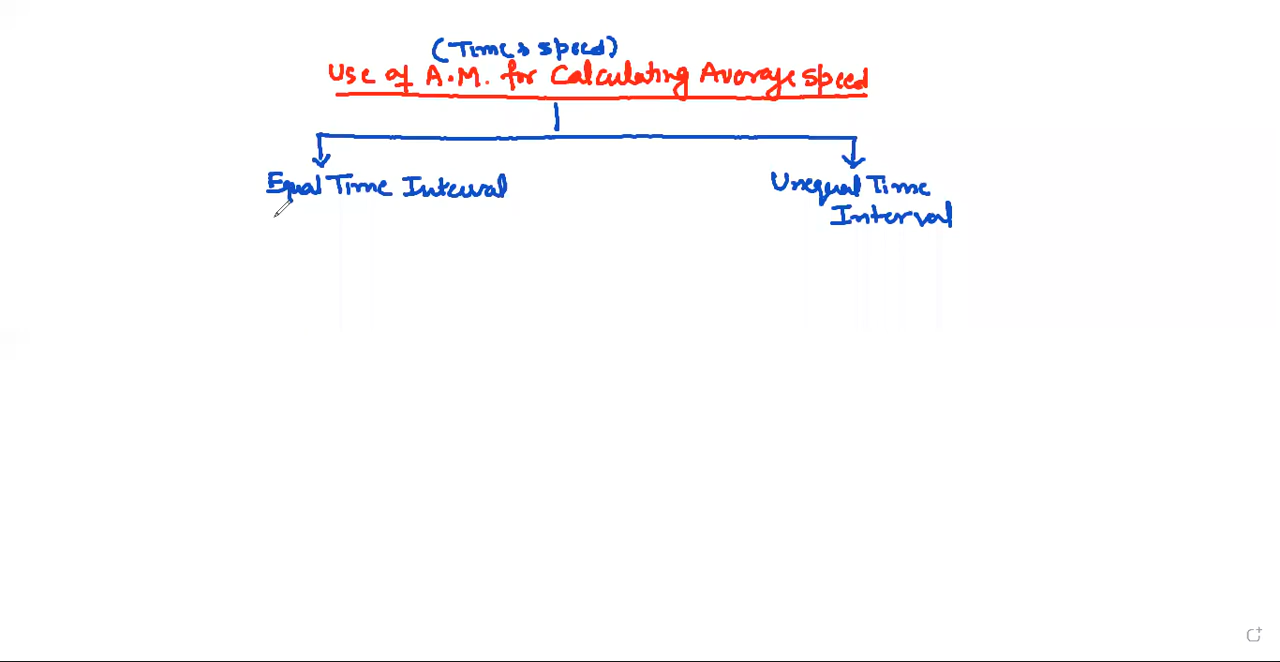 (Time & speed)
Use of A.M. for Calculating Average speed
Equal Time Interval
Unequal Time
Interval